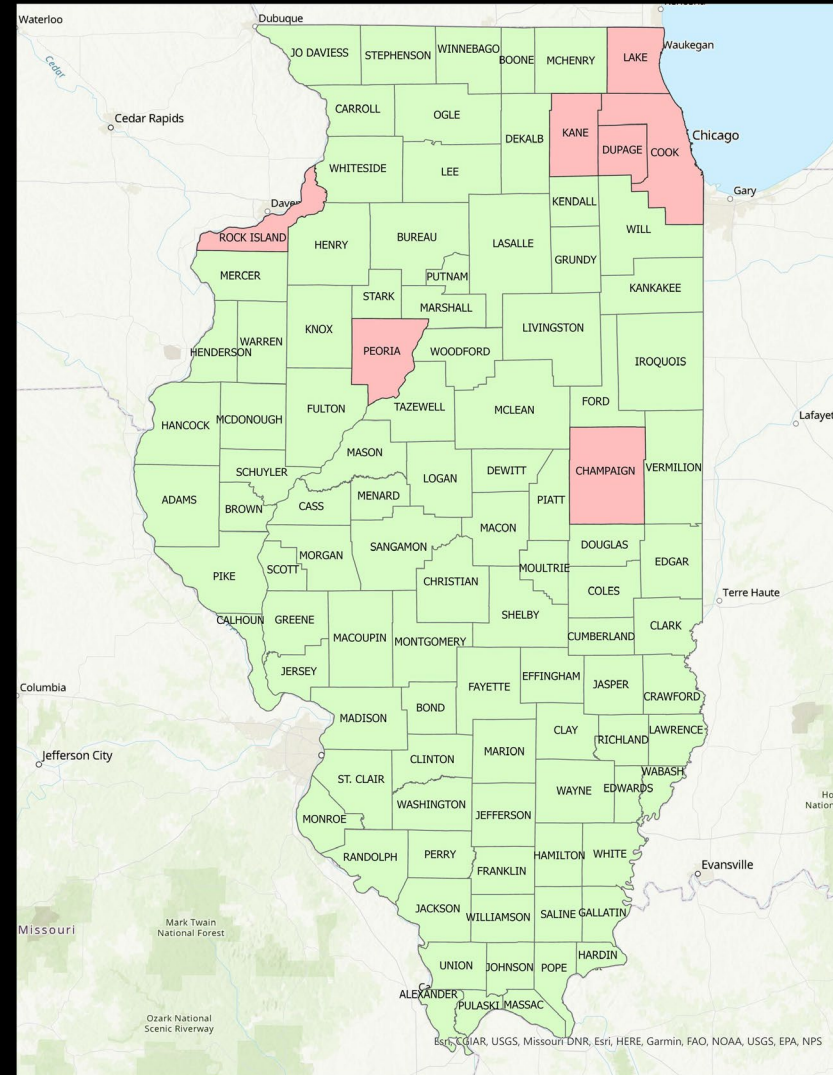 Waterloo
Dubuque
Waukegan
Cedar
Cedar Rapids
Chicago
Gary
JO DAVIESS
STEPHENSON
WINNEBAGO
BOONE
MCHENRY
LAKE
CARROLL
OGLE
DEKALB
KANE
DUPAGE
COOK
WHITESIDE
LEE
KENDALL
ROCK ISLAND
HENRY
BUREAU
LASALLE
GRUNDY
WILL
MERCER
PUTNAM
KANKAKEE
STARK
MARSHALL
HENDERSON
WARREN
KNOX
PEORIA
WOODFORD
LIVINGSTON
IROQUOIS
HANCOCK
MCDONOUGH
FULTON
TAZEWELL
MCLEAN
FORD
MASON
SCHUYLER
LOGAN
DEWITT
CHAMPAIGN
VERMILION
ADAMS
BROWN
CASS
MENARD
PIATT
MACON
SCOTT
MORGAN
SANGAMON
DOUGLAS
EDGAR
PIKE
CHRISTIAN
MOULTRIE
COLES
Terre Haute
CALHOUN
GREENE
MACOUPIN
MONTGOMERY
SHELBY
CUMBERLAND
CLARK
JERSEY
FAYETTE
EFFINGHAM
JASPER
CRAWFORD
Columbia
MADISON
BOND
CLAY
RICHLAND
LAWRENCE
Jefferson City
ST. CLAIR
CLINTON
MARION
WAYNE
EDWARDS
WABASH
MONROE
WASHINGTON
JEFFERSON
RANDOLPH
PERRY
FRANKLIN
HAMILTON
WHITE
Evansville
JACKSON
WILLIAMSON
SALINE
GALLATIN
Missouri
Mark Twain
National Forest
UNION
JOHNSON
POPE
HARDIN
ALEXANDER
PULASKI
MASSAC
Ozark National
Scenic Riverway
Esri, CGIAR, USGS, Missouri DNR, Esri, HERE, Garmin, FAO, NOAA, USGS, EPA, NPS